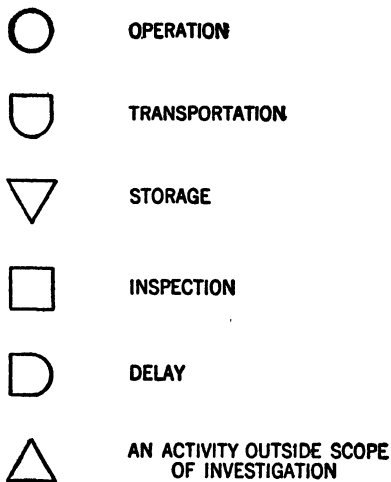 OPERATION
TRANSPORTATION
STORAGE
INSPECTION
DELAY
AN ACTIVITY OUTSIDE SCOPE
OF INVESTIGATION